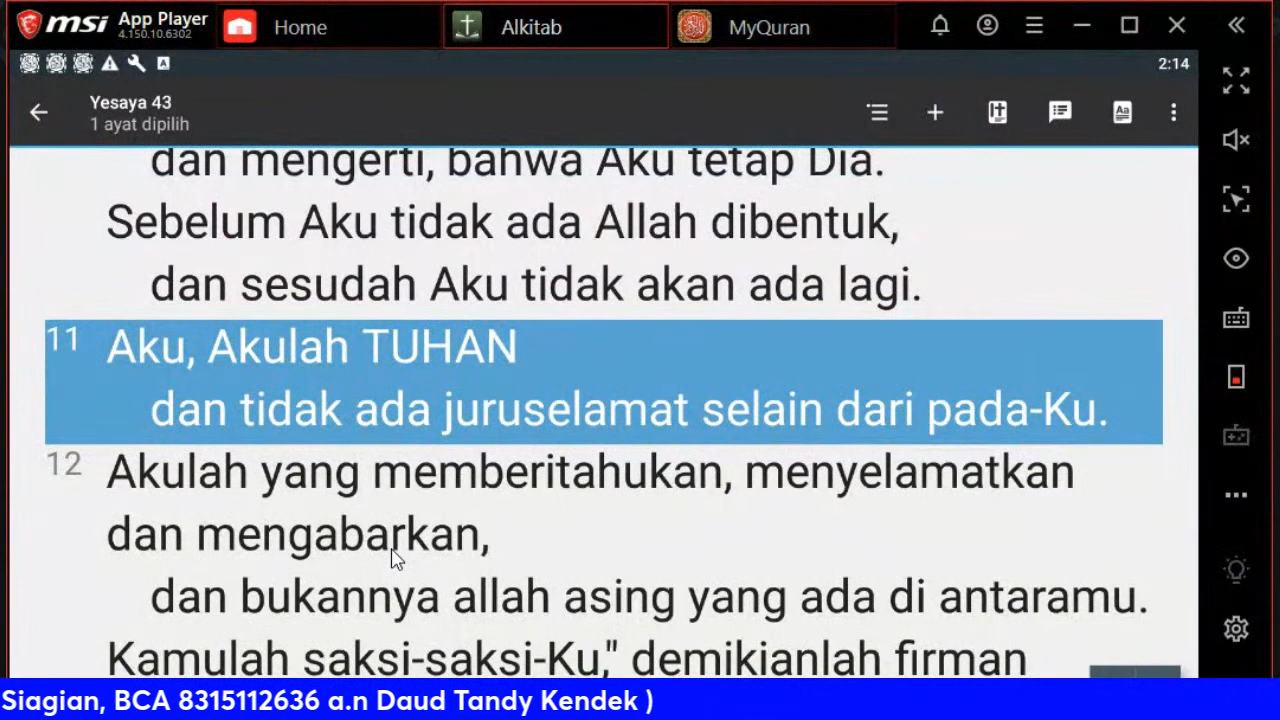 msi App Player
4.150.10.6302
Home
Alkitab
MyQuran
A
2:14
Yesaya 43
1 ayat dipilih
Aa
dan mengerti, bahwa Aku tetap Dia.
Sebelum Aku tidak ada Allah dibentuk,
dan sesudah Aku tidak akan ada lagi.
11 Aku, Akulah TUHAN
dan tidak ada juruselamat selain dari pada-Ku.
12 Akulah yang memberitahukan, menyelamatkan
dan mengabarkan,
dan bukannya allah asing yang ada di antaramu.
Kamulah saksi-saksi-Ku," demikianlah firman
Siagian, BCA 8315112636 a.n Daud Tandy Kendek )